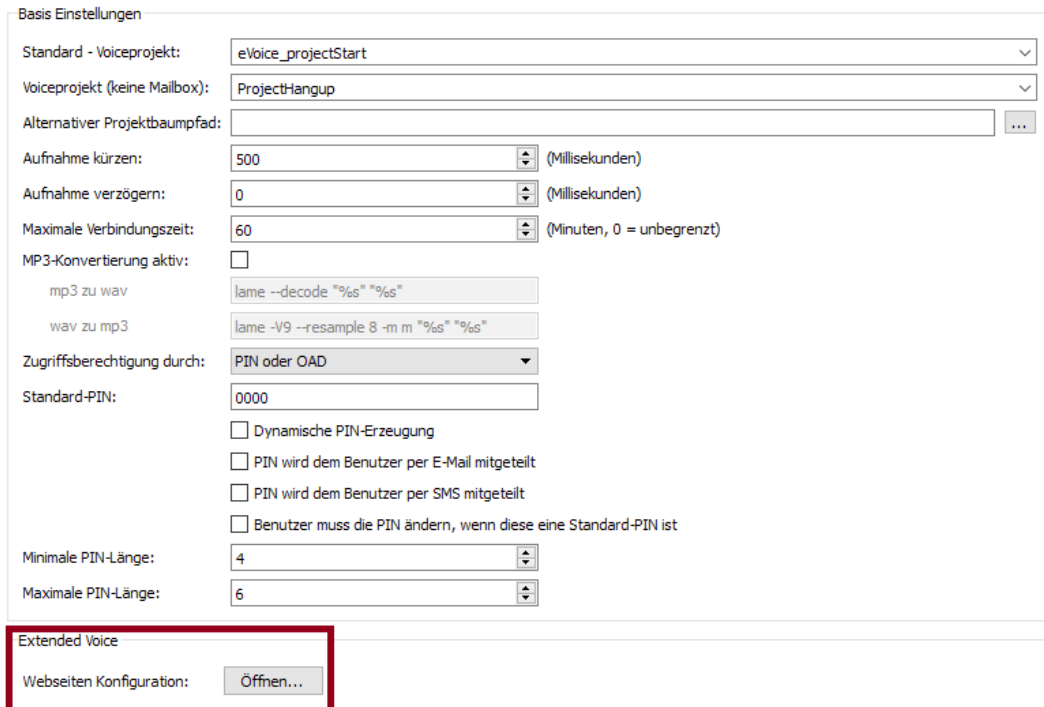 Basis Einstellungen
Standard - Voiceprojekt: eVoice_projectStart
Voiceprojekt (keine Mailbox): ProjectHangup
Alternativer Projektbaumpfad: ...
Aufnahme kürzen: 500 (Millisekunden)
Aufnahme verzögern: 0 (Millisekunden)
Maximale Verbindungszeit: 60 (Minuten, 0 = unbegrenzt)
MP3-Konvertierung aktiv:
mp3 zu wav lame --decode "%s" "%s"
wav zu mp3 lame -V9 --resample 8 -m m "%s" "%s"
Zugriffsberechtigung durch: PIN oder OAD
Standard-PIN: 0000
Dynamische PIN-Erzeugung
PIN wird dem Benutzer per E-Mail mitgeteilt
PIN wird dem Benutzer per SMS mitgeteilt
Benutzer muss die PIN ändern, wenn diese eine Standard-PIN ist
Minimale PIN-Länge: 4
Maximale PIN-Länge: 6
Extended Voice
Webseiten Konfiguration: Öffnen...